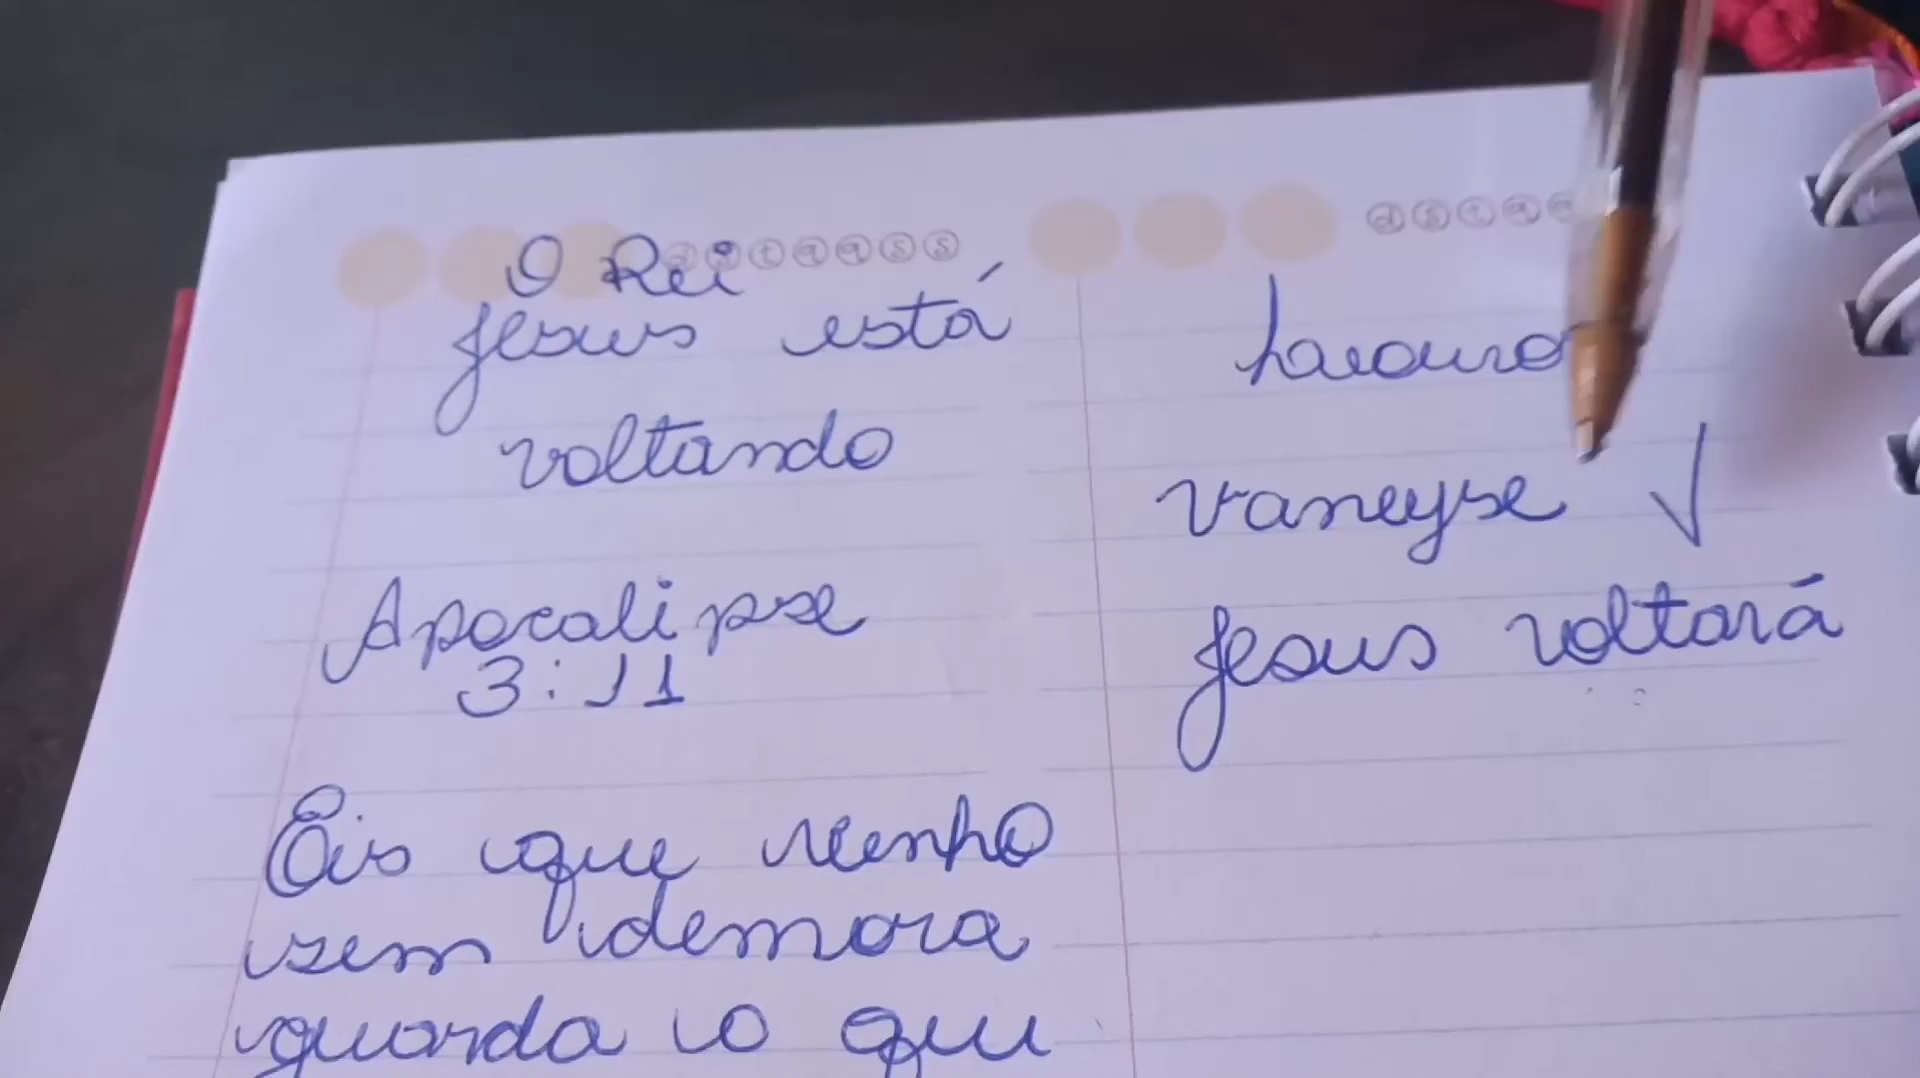 O Rei
Jesus está
voltando
Apocalipse
3:11
Eis que venho
sem demora
guarda o que
vaneyse
Jesus voltará